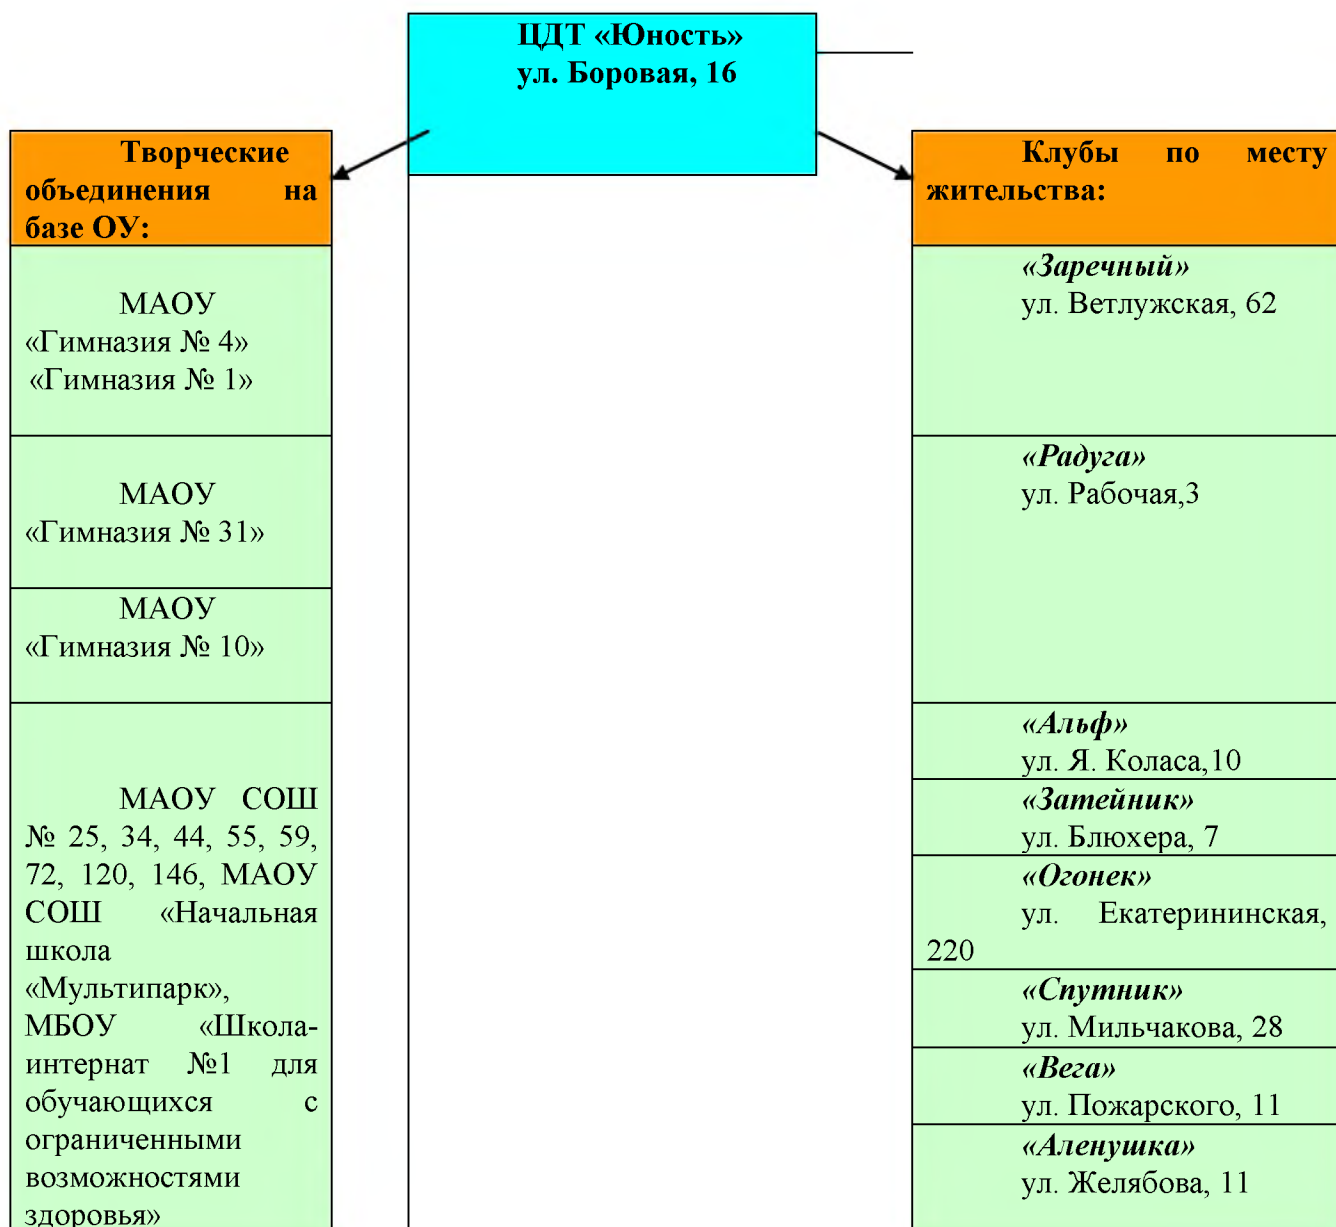 ЦДТ «Юность»
ул. Боровая, 16
Творческие
объединения на
базе ОУ:
МАОУ
«Гимназия № 4»
«Гимназия № 1»
МАОУ
«Гимназия № 31»
МАОУ
«Гимназия № 10»
МАОУ СОШ
№ 25, 34, 44, 55, 59,
72, 120, 146, МАОУ
СОШ «Начальная
школа
«Мультипарк»,
МБОУ «Школа-
интернат №1 для
обучающихся с
ограниченными
возможностями
здоровья»
Клубы по месту
жительства:
«Заречный»
ул. Ветлужская, 62
«Радуга»
ул. Рабочая,3
«Альф»
ул. Я. Коласа,10
«Затейник»
ул. Блюхера, 7
«Огонек»
ул. Екатерининская,
220
«Спутник»
ул. Мильчакова, 28
«Вега»
ул. Пожарского, 11
«Аленушка»
ул. Желябова, 11